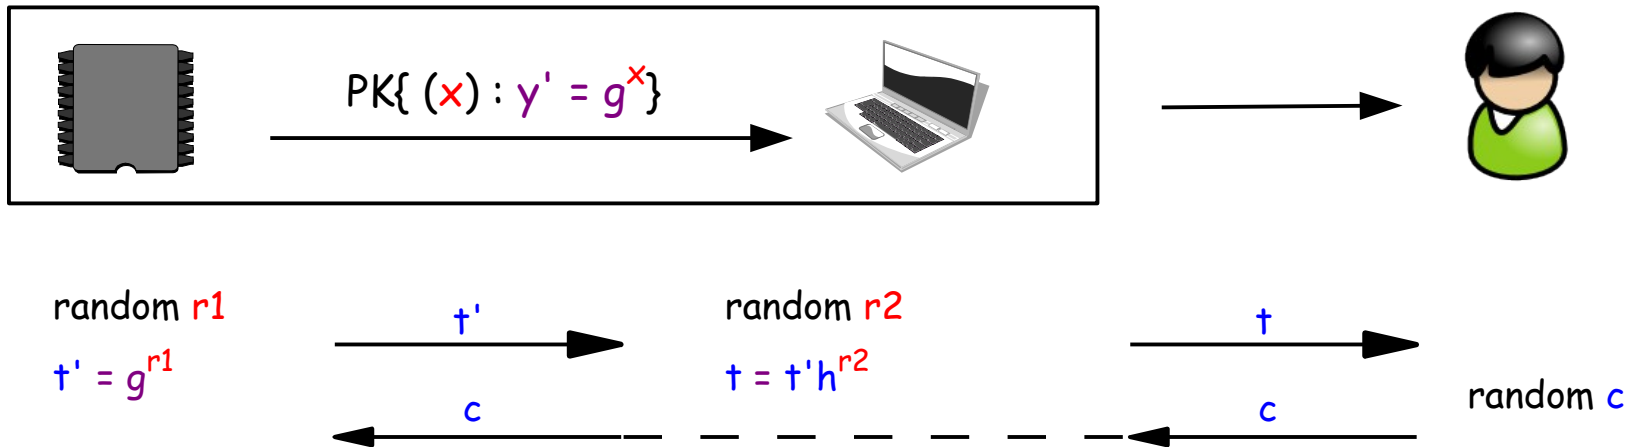 PK{ (x) : y' = g^x}
random r1
t'
random r2
t
t' = g^r1
t = t'h^r2
c
c
random c